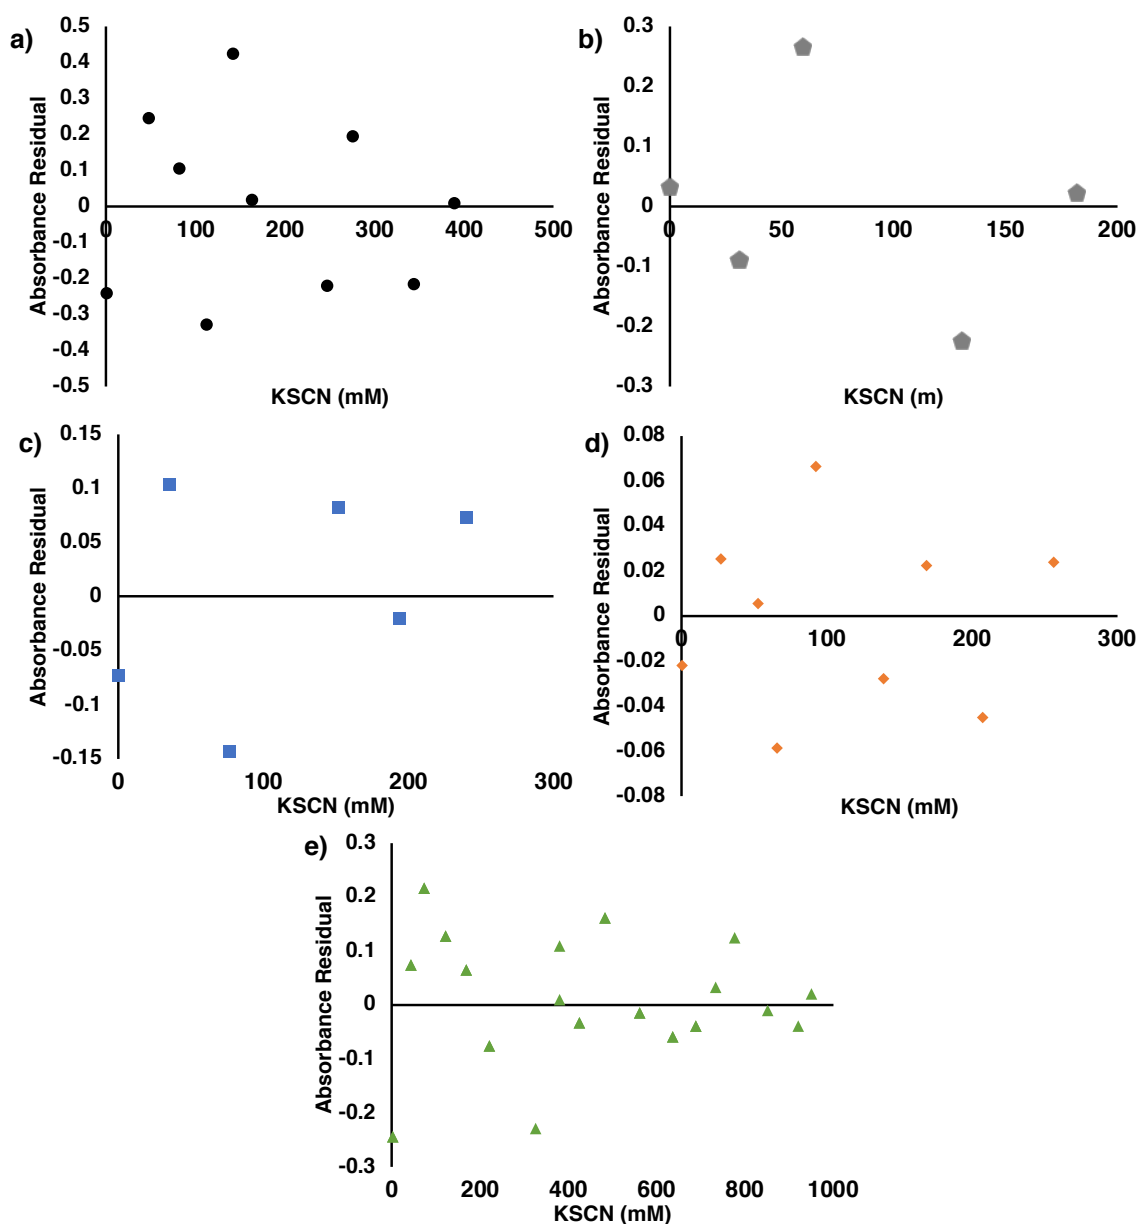 a)
0.5
0.4
0.3
0.2
0.1
0
-0.1
-0.2
-0.3
-0.4
-0.5
0 100 200 300 400 500
Absorbance Residual
KSCN (mM)
b)
0.3
0.2
0.1
0
-0.1
-0.2
-0.3
0 50 100 150 200
Absorbance Residual
KSCN (m)
c)
0.15
0.1
0.05
0
-0.05
-0.1
-0.15
0 100 200 300
Absorbance Residual
KSCN (mM)
d)
0.08
0.06
0.04
0.02
0
-0.02
-0.04
-0.06
-0.08
0 100 200 300
Absorbance Residual
KSCN (mM)
e)
0.3
0.2
0.1
0
-0.1
-0.2
-0.3
0 200 400 600 800 1000
Absorbance Residual
KSCN (mM)